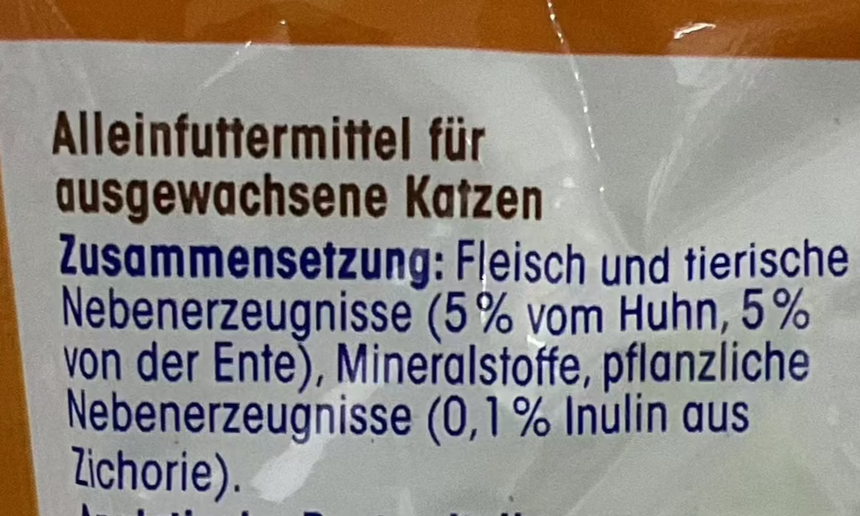 Alleinfuttermittel für
ausgewachsene Katzen
Zusammensetzung: Fleisch und tierische
Nebenerzeugnisse (5% vom Huhn, 5%
von der Ente), Mineralstoffe, pflanzliche
Nebenerzeugnisse (0,1% Inulin aus
Zichorie).